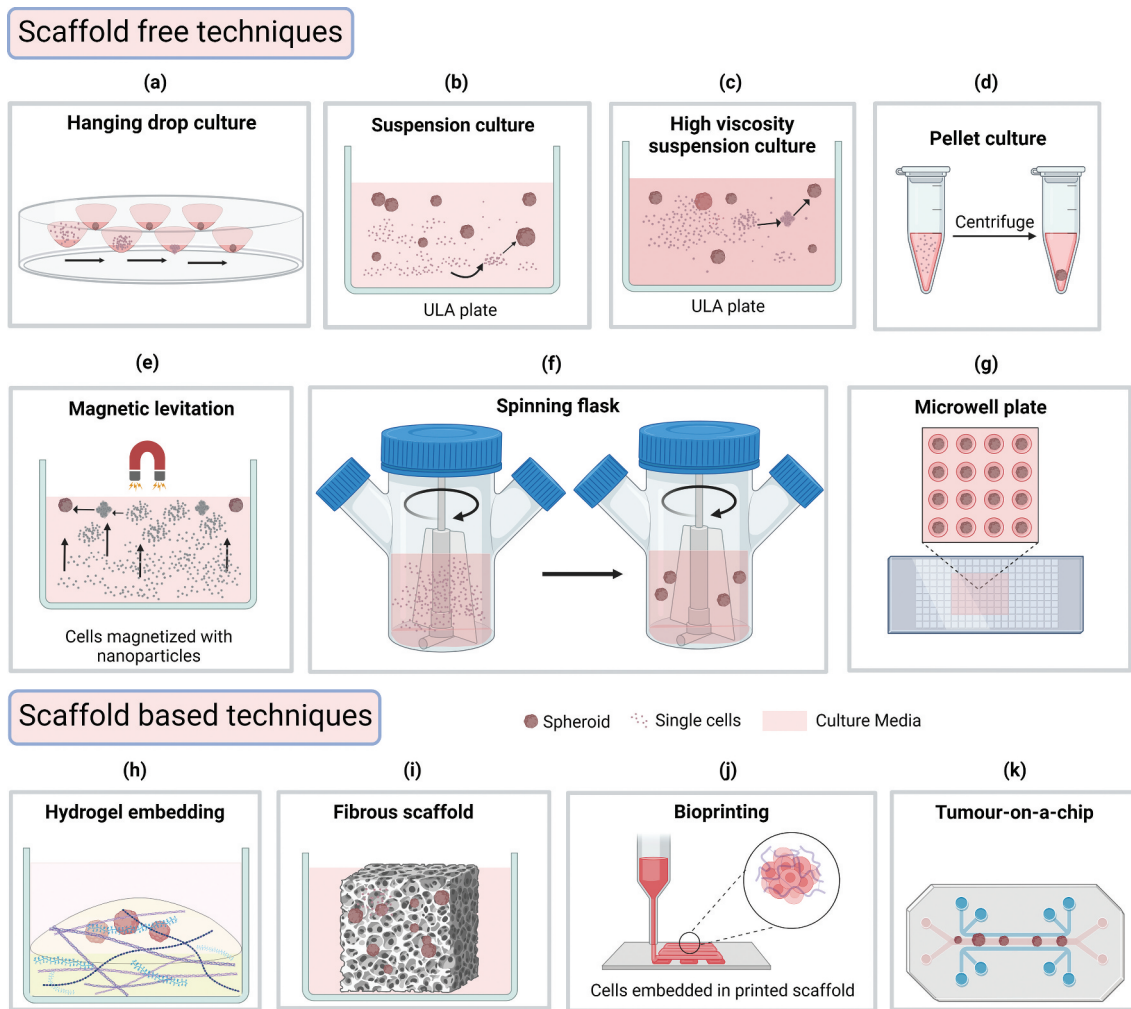 Scaffold free techniques
(a)
Hanging drop culture
(b)
Suspension culture
ULA plate
(c)
High viscosity
suspension culture
ULA plate
(d)
Pellet culture
Centrifuge
(e)
Magnetic levitation
Cells magnetized with
nanoparticles
(f)
Spinning flask
(g)
Microwell plate
Scaffold based techniques
Spheroid
Single cells
Culture Media
(h)
Hydrogel embedding
(i)
Fibrous scaffold
(j)
Bioprinting
Cells embedded in printed scaffold
(k)
Tumour-on-a-chip